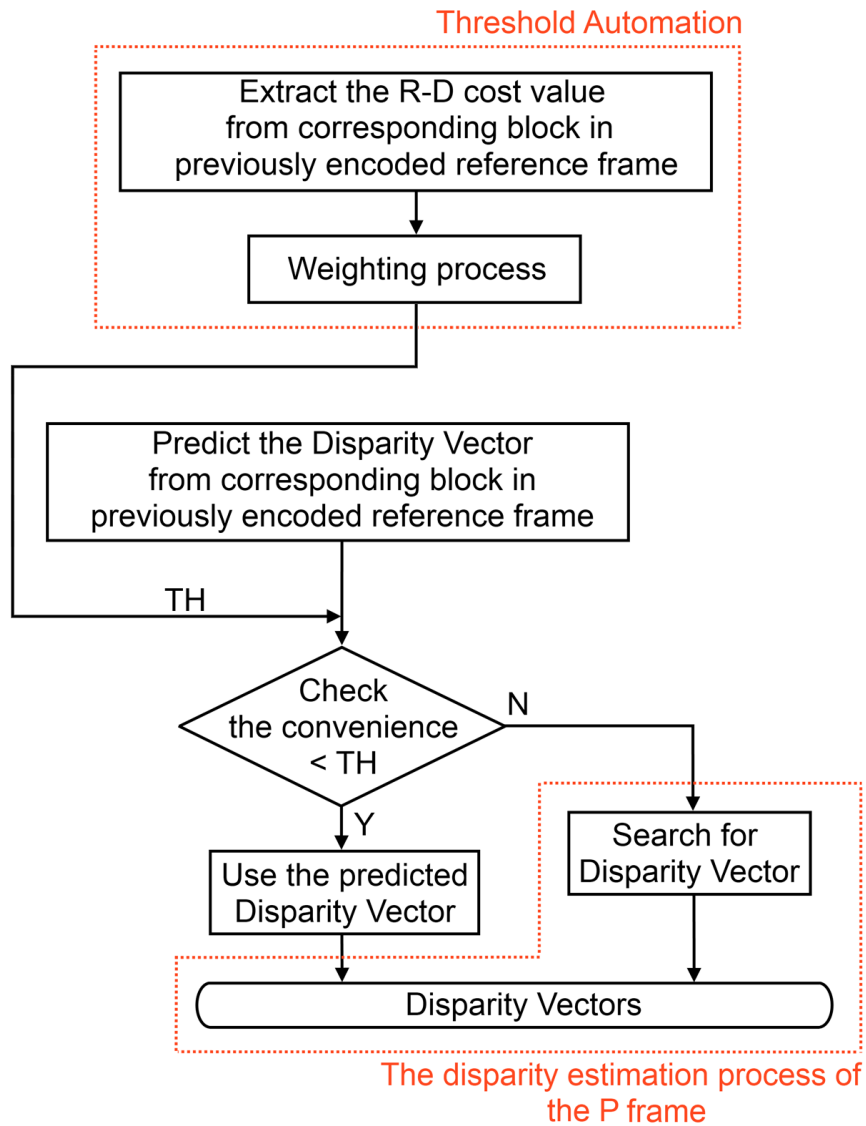 Threshold Automation
Extract the R-D cost value
from corresponding block in
previously encoded reference frame
Weighting process
Predict the Disparity Vector
from corresponding block in
previously encoded reference frame
TH
Check
the convenience
< TH
N
Y
Use the predicted
Disparity Vector
Search for
Disparity Vector
Disparity Vectors
The disparity estimation process of
the P frame